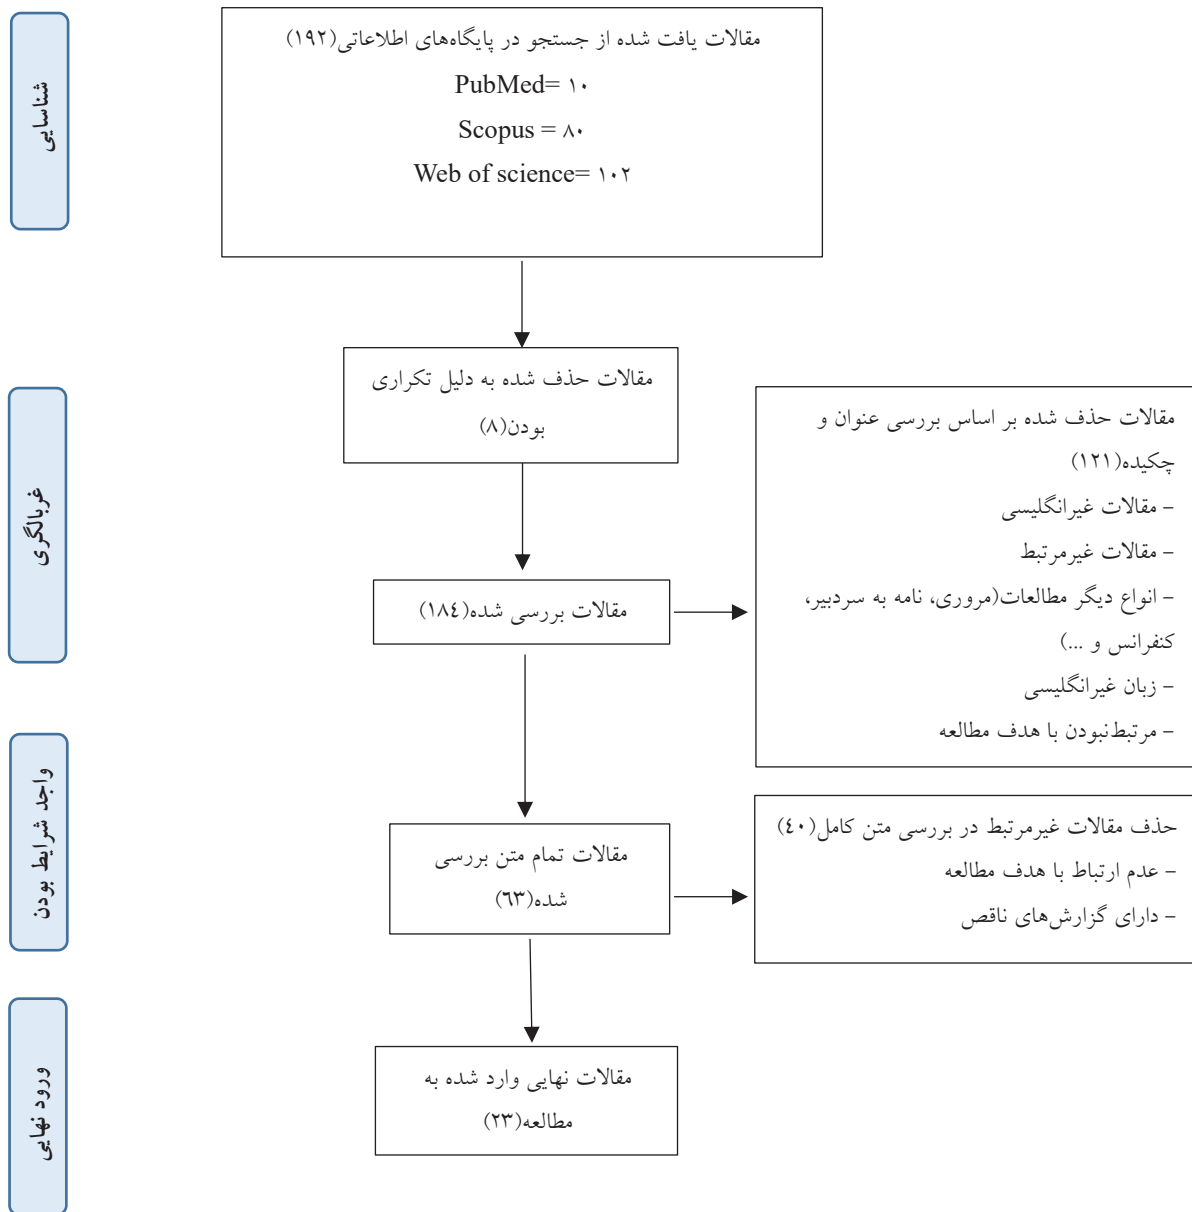 شناسایی
مقالات یافت شده از جستجو در پایگاه‌های اطلاعاتی(۱۹۲)
PubMed= ۱۰
Scopus = ۸۰
Web of science= ۱۰۲
غربالگری
مقالات حذف شده به دلیل تکراری
بودن(۸)
مقالات بررسی شده(۱۸٤)
مقالات حذف شده بر اساس بررسی عنوان و
چکیده(۱۲۱)
– مقالات غیرانگلیسی
– مقالات غیرمرتبط
– انواع دیگر مطالعات(مروری، نامه به سردبیر،
کنفرانس و ...)
– زبان غیرانگلیسی
– مرتبط‌نبودن با هدف مطالعه
واجد شرایط بودن
مقالات تمام متن بررسی
شده(٦۳)
حذف مقالات غیرمرتبط در بررسی متن کامل(٤۰)
– عدم ارتباط با هدف مطالعه
– دارای گزارش‌های ناقص
ورود نهایی
مقالات نهایی وارد شده به
مطالعه(۲۳)